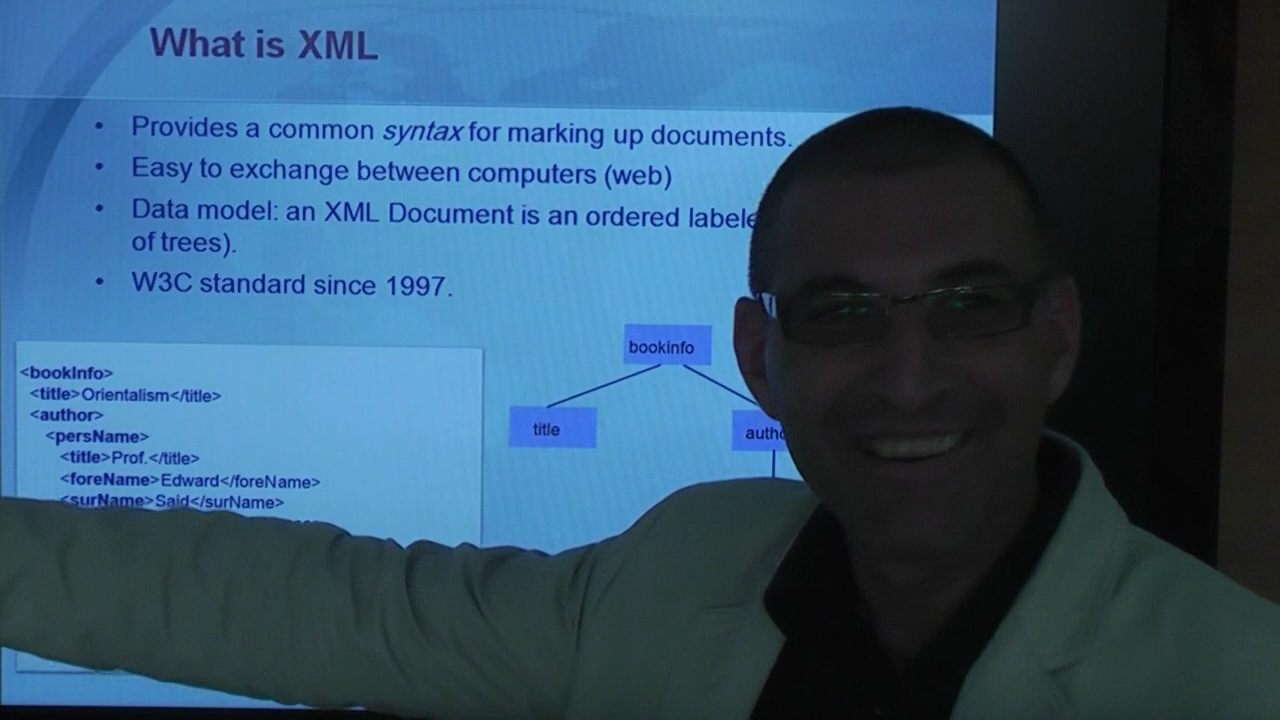 What is XML
• Provides a common syntax for marking up documents.
• Easy to exchange between computers (web)
• Data model: an XML Document is an ordered
of trees).
• W3C standard since 1997.
<bookInfo>
<title>Orientalism</title>
<author>
<persName>
<title>Prof.</title>
<foreName>Edward</foreName>
<surName>Said</surName>
bookinfo
title